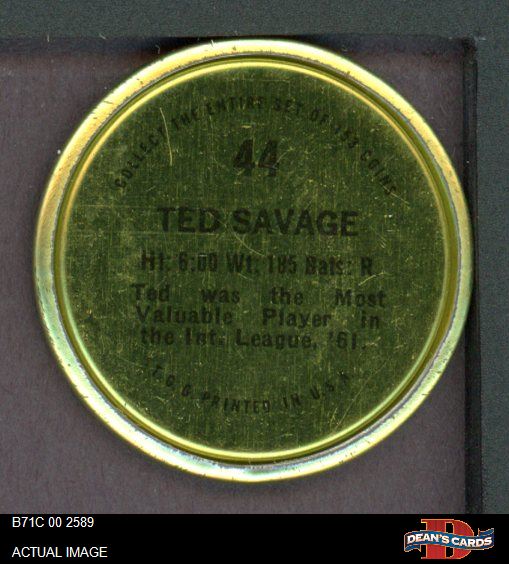 COLLECT THE ENTIRE SET OF 153 COINS
44
TED SAVAGE
Ht. 6:00 Wt. 185 Bats: R.
Ted was the Most
Valuable Player in
the Int. League, '61.
T.C.G. PRINTED IN U.S.A.
B71C 00 2589
ACTUAL IMAGE
D
DEAN'S CARDS